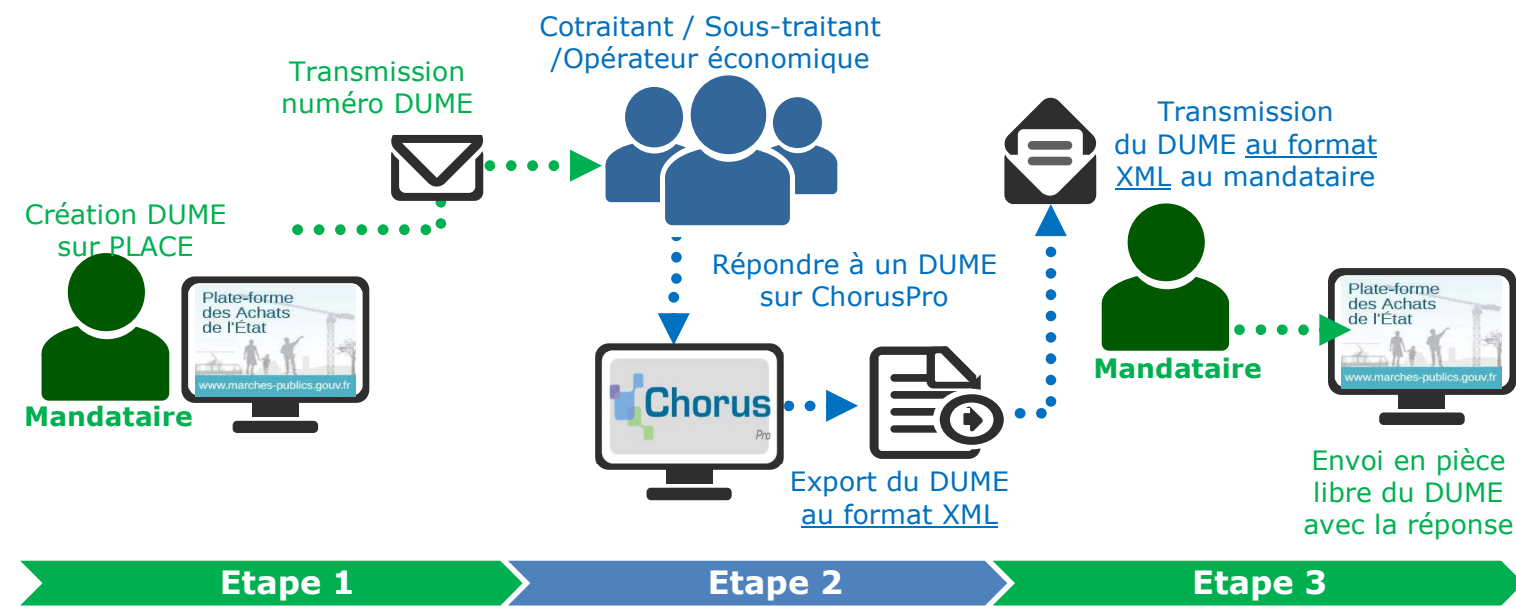 Cotraitant / Sous-traitant
/Opérateur économique
Transmission
numéro DUME
Création DUME
sur PLACE
Plate-forme
des Achats
de l'État
www.marches-publics.gouv.fr
Mandataire
Répondre à un DUME
sur ChorusPro
Chorus
Pro
Export du DUME
au format XML
Transmission
du DUME au format
XML au mandataire
Mandataire
Plate-forme
des Achats
de l'État
www.marches-publics.gouv.fr
Envoi en pièce
libre du DUME
avec la réponse
Etape 1
Etape 2
Etape 3